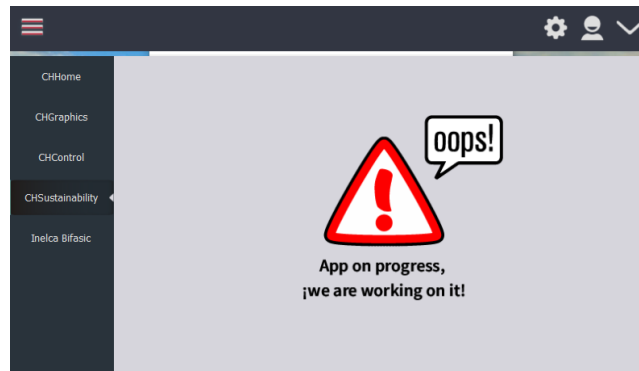 CHHome
CHGraphics
CHControl
CHSustainability
Inelca Bifasic
oops!
App on progress,
¡we are working on it!